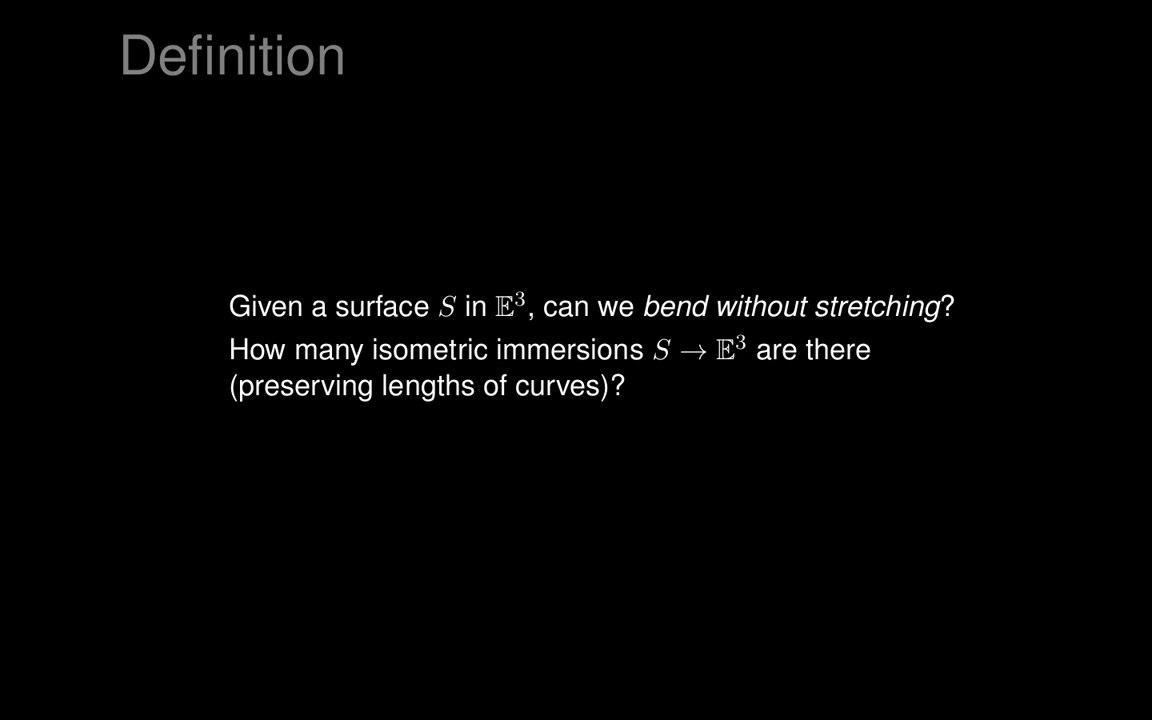 Definition
Given a surface S in 𝔼³, can we bend without stretching?
How many isometric immersions S → 𝔼³ are there
(preserving lengths of curves)?